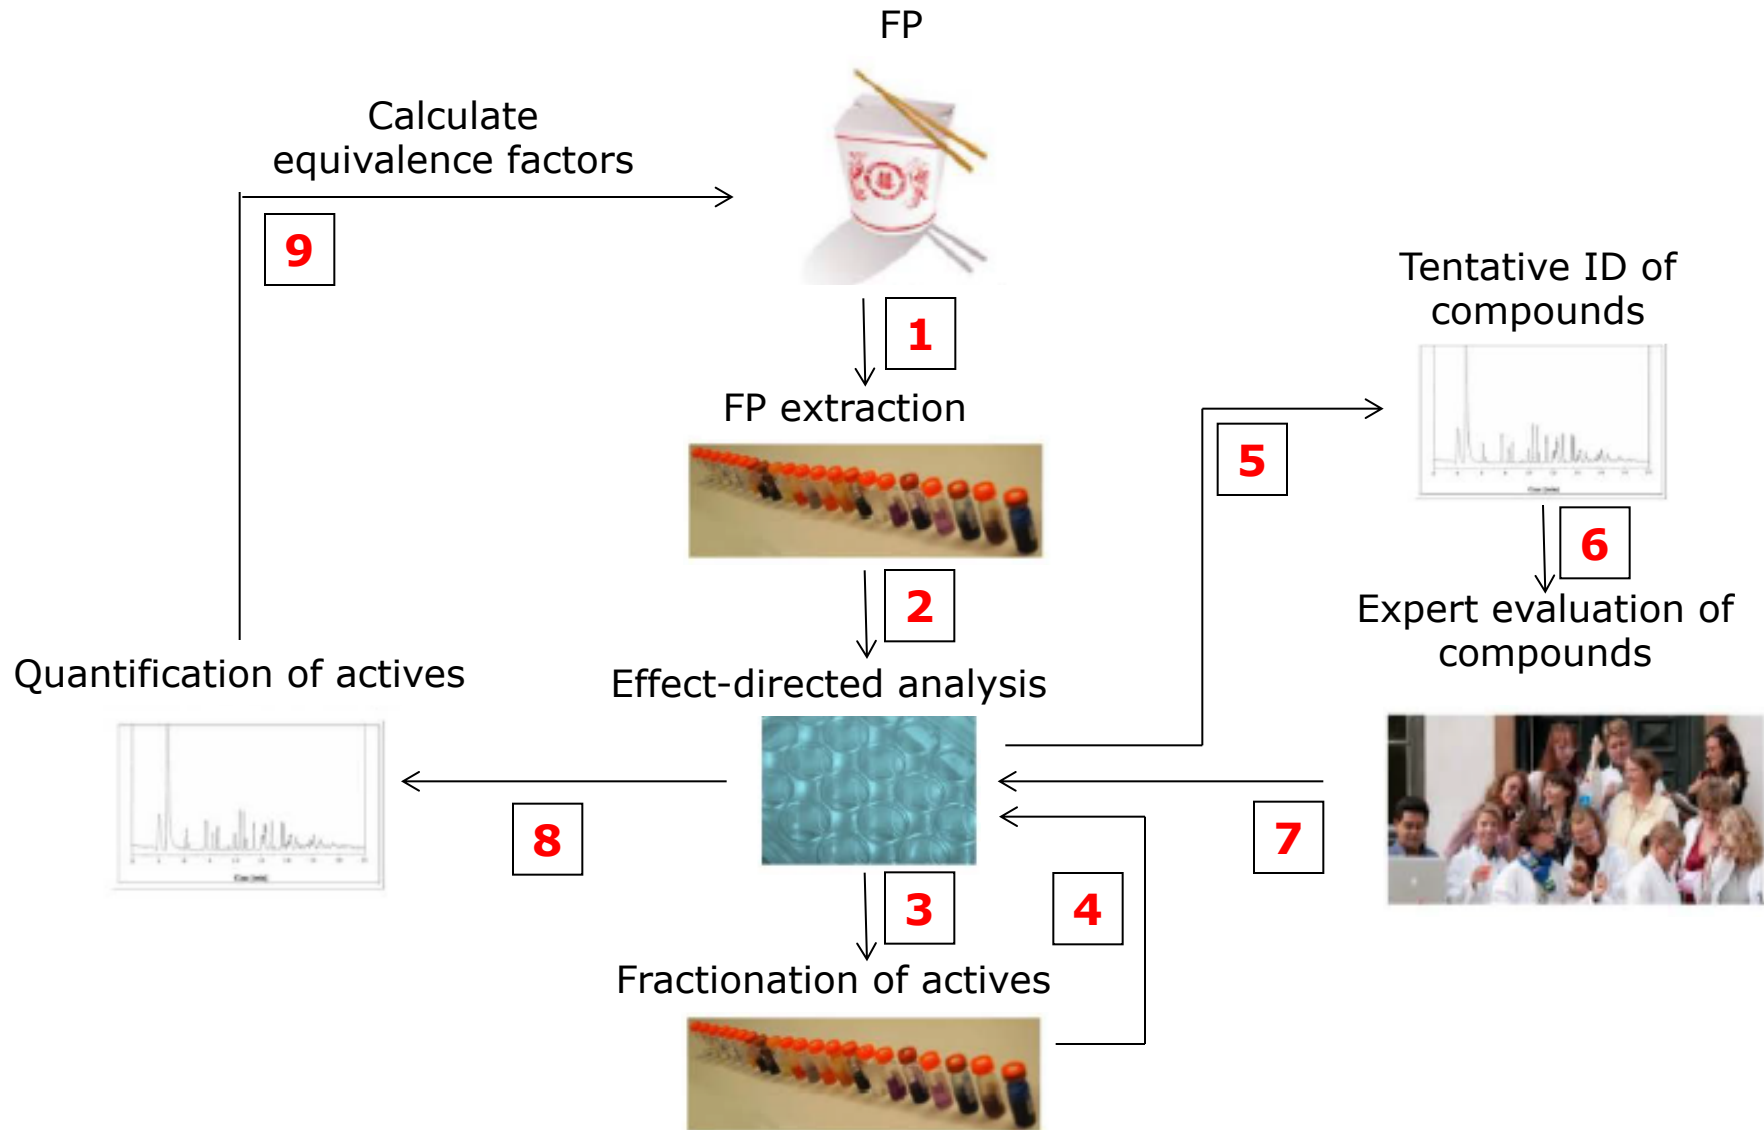 FP
Calculate
equivalence factors
9
1
FP extraction
2
Tentative ID of
compounds
5
6
Expert evaluation of
compounds
Quantification of actives
Effect-directed analysis
8
7
3
4
Fractionation of actives